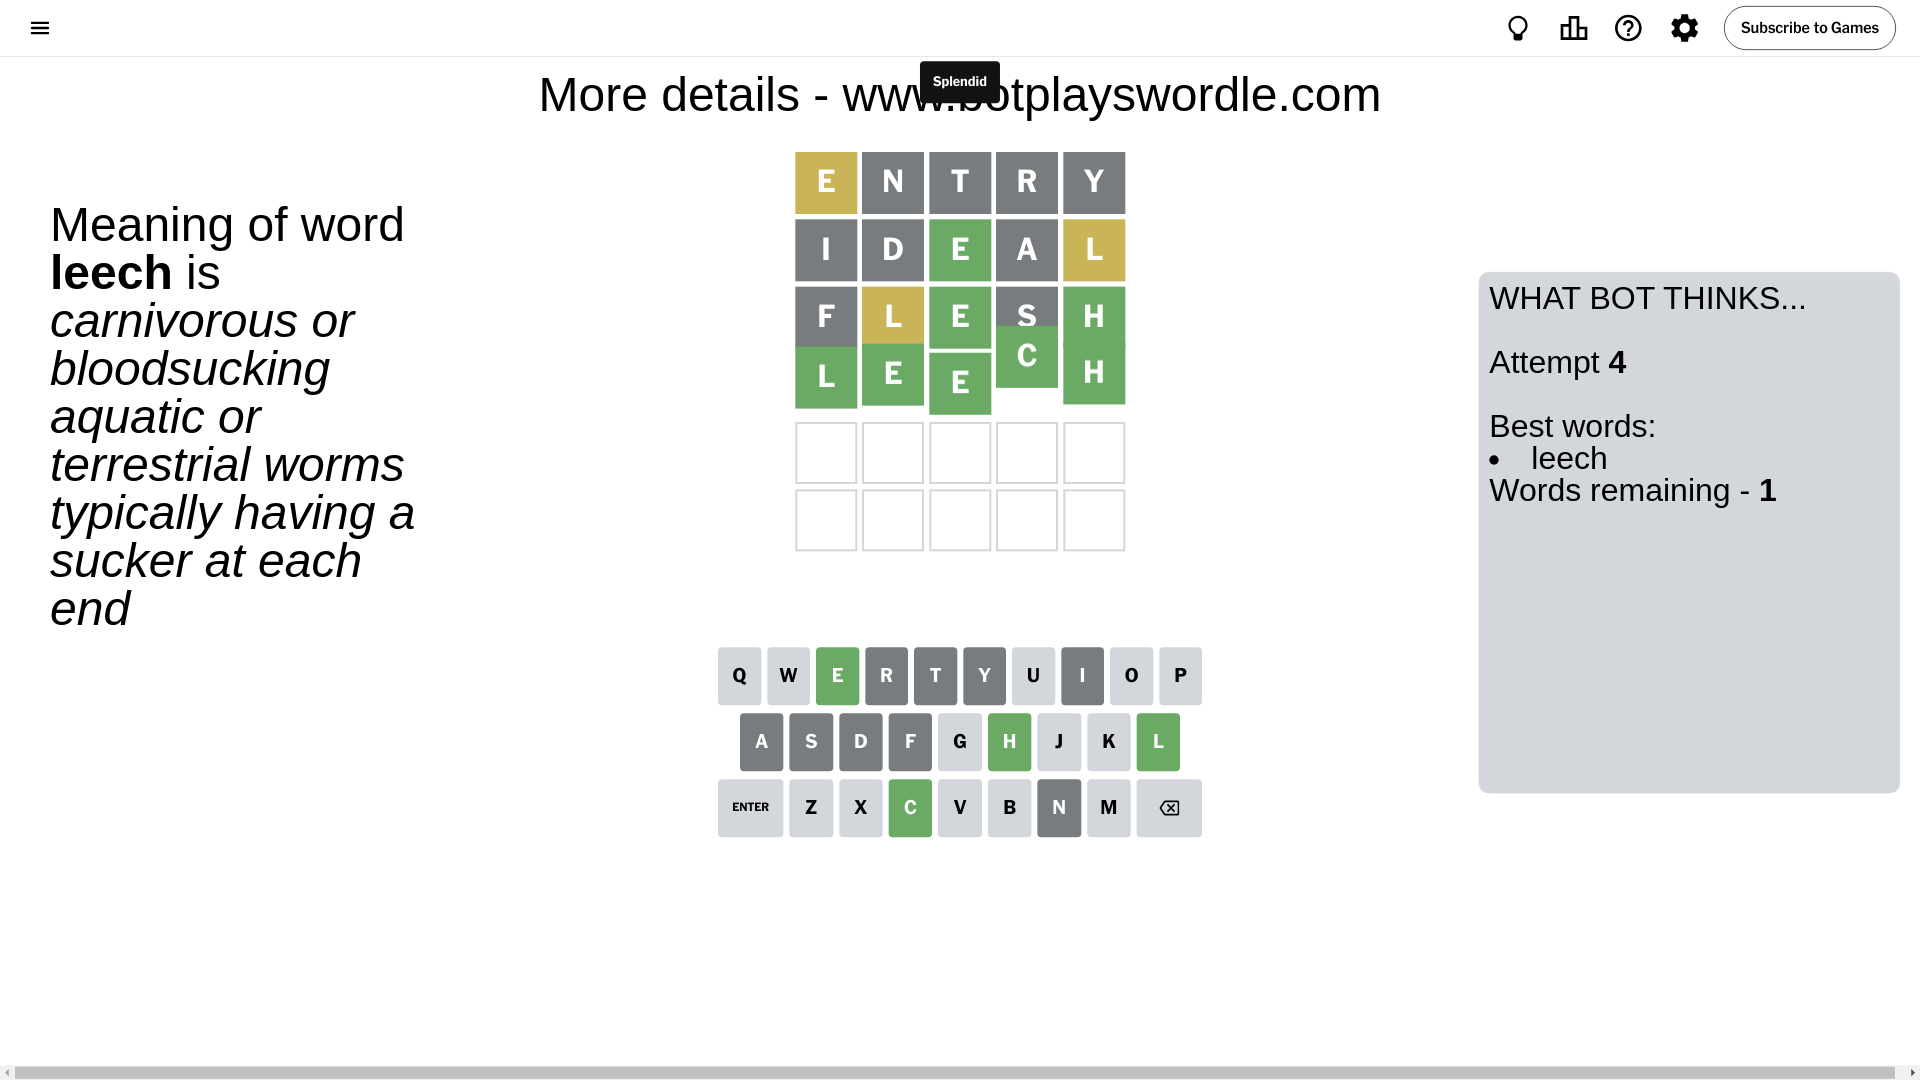 Subscribe to Games
Splendid
More details - www.botplayswordle.com
Meaning of word
leech is
carnivorous or
bloodsucking
aquatic or
terrestrial worms
typically having a
sucker at each
end
E N T R Y
I D E A L
F L E S H
L E E C H
WHAT BOT THINKS...
Attempt 4
Best words:
• leech
Words remaining - 1
Q W E R T Y U I O P
A S D F G H J K L
ENTER Z X C V B N M